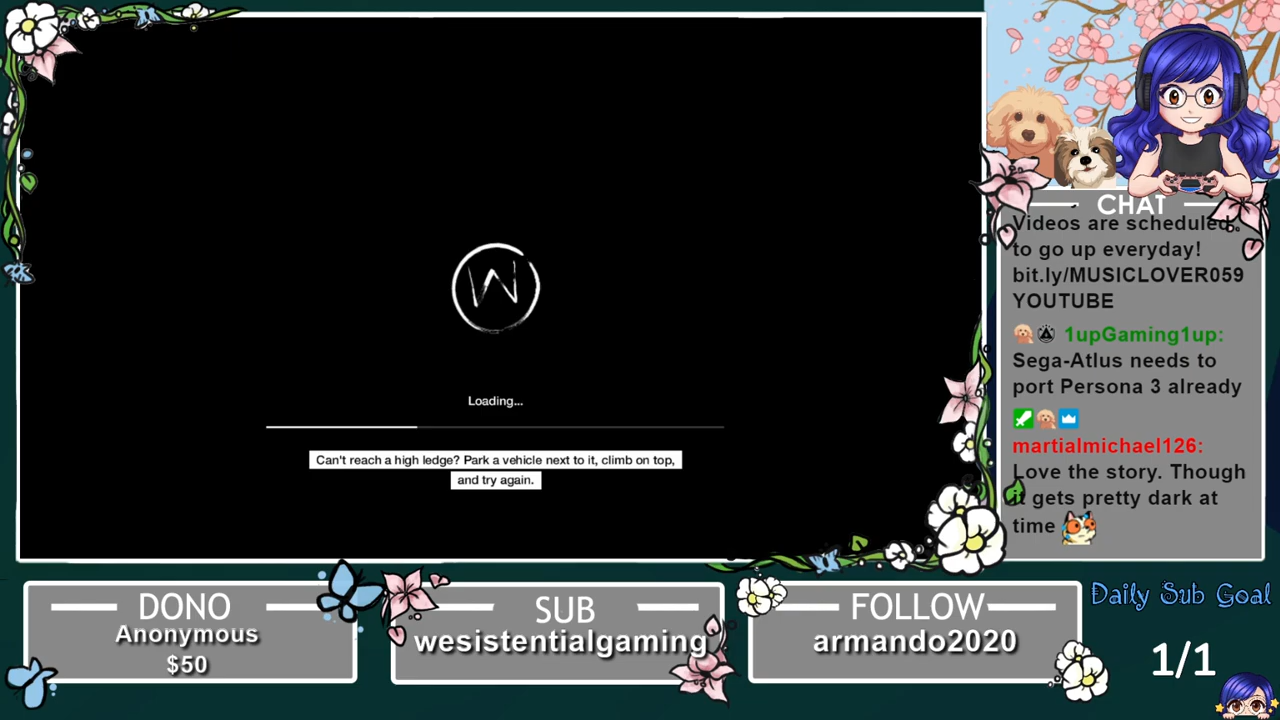 W
Loading...
Can't reach a high ledge? Park a vehicle next to it, climb on top,
and try again.
CHAT
Videos are scheduled
to go up everyday!
bit.ly/MUSICLOVER059
YOUTUBE
1upGaming1up:
Sega-Atlus needs to
port Persona 3 already
martialmichael126:
Love the story. Though
it gets pretty dark at
time
DONO
Anonymous
$50
SUB
wesistentialgaming
FOLLOW
armando2020
Daily Sub Goal
1/1